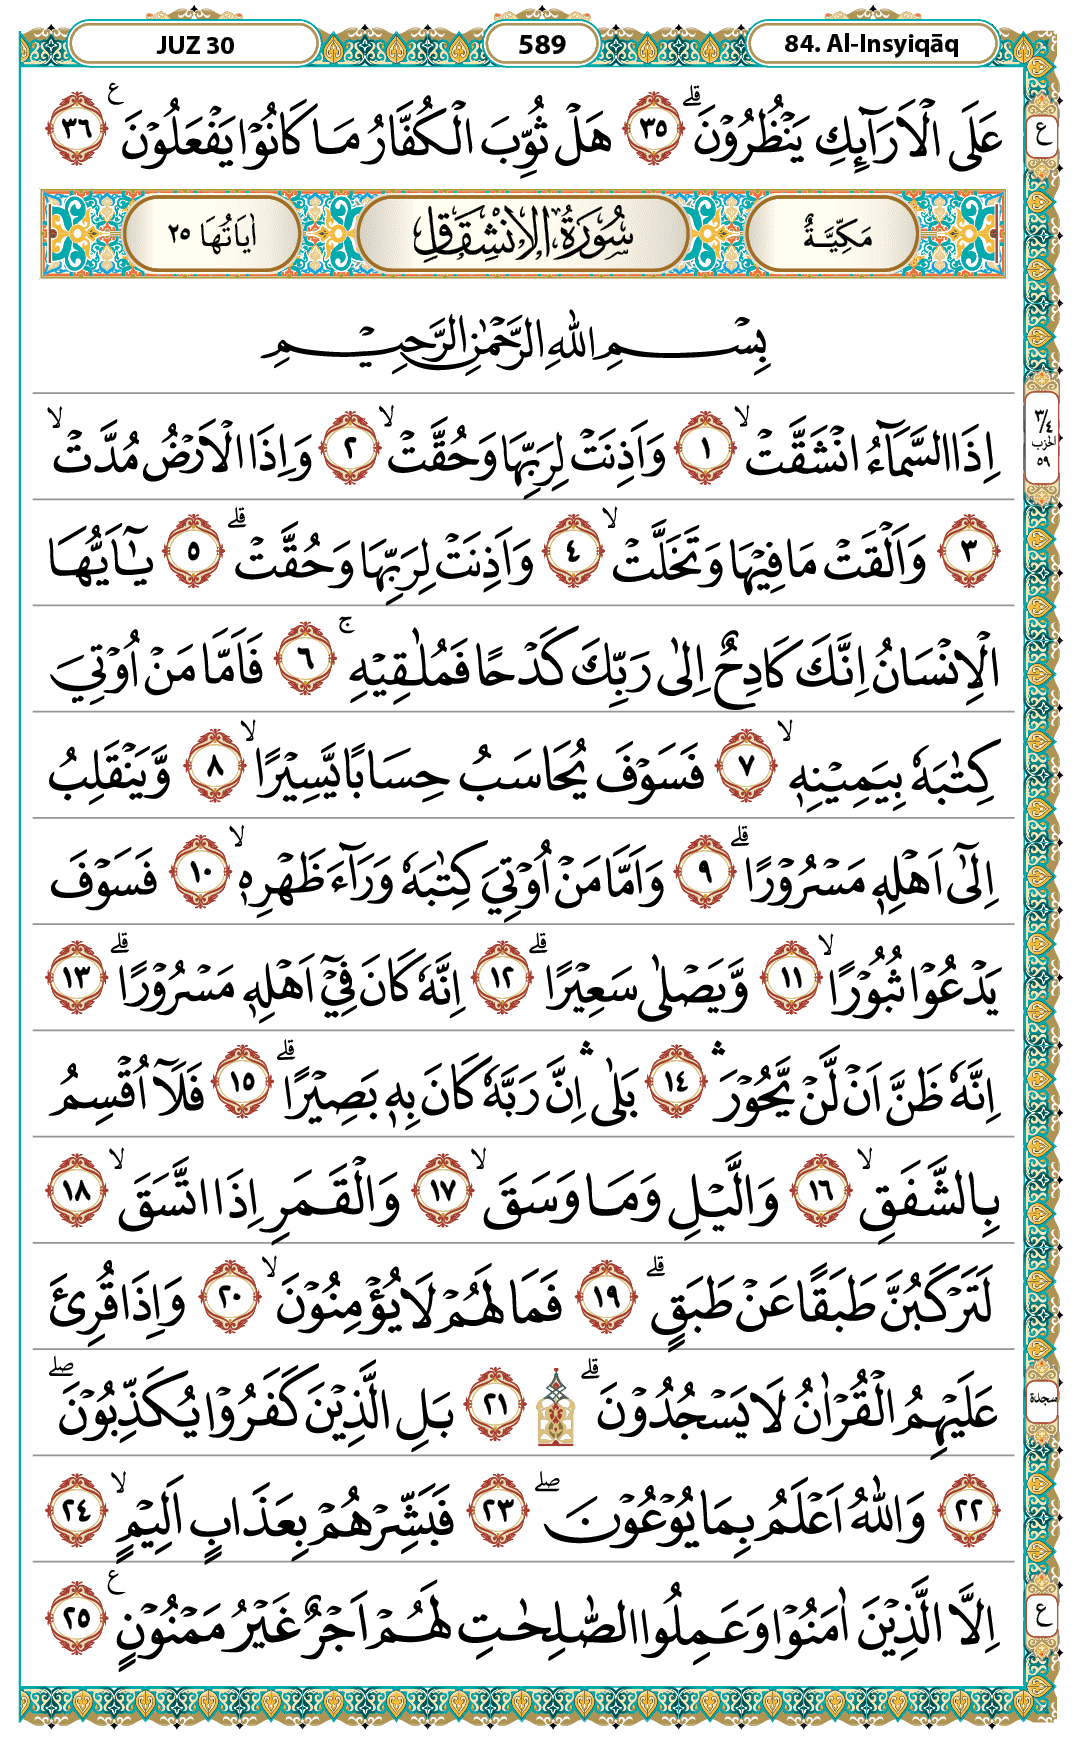 JUZ 30
589
84. Al-Insyiqāq
عَلَى الْاَرَاۤىِٕكِ يَنْظُرُوْنَۗ ٣٥ هَلْ ثُوِّبَ الْكُفَّارُ مَا كَانُوْا يَفْعَلُوْنَ ࣖ ٣٦
ع
مَكِّيَّةٌ
سُوْرَةُ الْاِنْشِقَاقِ
اٰيَاتُهَا ٢٥
بِسْمِ اللّٰهِ الرَّحْمٰنِ الرَّحِيْمِ
اِذَا السَّمَاۤءُ انْشَقَّتْۙ ١ وَاَذِنَتْ لِرَبِّهَا وَحُقَّتْۙ ٢ وَاِذَا الْاَرْضُ مُدَّتْۙ
٣/٤
الحزب
٥٩
٣ وَاَلْقَتْ مَا فِيْهَا وَتَخَلَّتْۙ ٤ وَاَذِنَتْ لِرَبِّهَا وَحُقَّتْۗ ٥ يٰٓاَيُّهَا
الْاِنْسَانُ اِنَّكَ كَادِحٌ اِلٰى رَبِّكَ كَدْحًا فَمُلٰقِيْهِۚ ٦ فَاَمَّا مَنْ اُوْتِيَ
كِتٰبَهٗ بِيَمِيْنِهٖۙ ٧ فَسَوْفَ يُحَاسَبُ حِسَابًا يَّسِيْرًاۙ ٨ وَّيَنْقَلِبُ
اِلٰٓى اَهْلِهٖ مَسْرُوْرًاۗ ٩ وَاَمَّا مَنْ اُوْتِيَ كِتٰبَهٗ وَرَاۤءَ ظَهْرِهٖۙ ١٠ فَسَوْفَ
يَدْعُوْا ثُبُوْرًاۙ ١١ وَّيَصْلٰى سَعِيْرًاۗ ١٢ اِنَّهٗ كَانَ فِيْٓ اَهْلِهٖ مَسْرُوْرًاۗ ١٣
اِنَّهٗ ظَنَّ اَنْ لَّنْ يَّحُوْرَ ۛ ١٤ بَلٰىۛ اِنَّ رَبَّهٗ كَانَ بِهٖ بَصِيْرًاۗ ١٥ فَلَآ اُقْسِمُ
بِالشَّفَقِۙ ١٦ وَالَّيْلِ وَمَا وَسَقَۙ ١٧ وَالْقَمَرِ اِذَا اتَّسَقَۙ ١٨
لَتَرْكَبُنَّ طَبَقًا عَنْ طَبَقٍۗ ١٩ فَمَا لَهُمْ لَا يُؤْمِنُوْنَۙ ٢٠ وَاِذَا قُرِئَ
عَلَيْهِمُ الْقُرْاٰنُ لَا يَسْجُدُوْنَۗ ۩ ٢١ بَلِ الَّذِيْنَ كَفَرُوْا يُكَذِّبُوْنَۖ
سجدة
٢٢ وَاللّٰهُ اَعْلَمُ بِمَا يُوْعُوْنَۖ ٢٣ فَبَشِّرْهُمْ بِعَذَابٍ اَلِيْمٍۙ ٢٤
اِلَّا الَّذِيْنَ اٰمَنُوْا وَعَمِلُوا الصّٰلِحٰتِ لَهُمْ اَجْرٌ غَيْرُ مَمْنُوْنٍ ࣖ ٢٥
ع